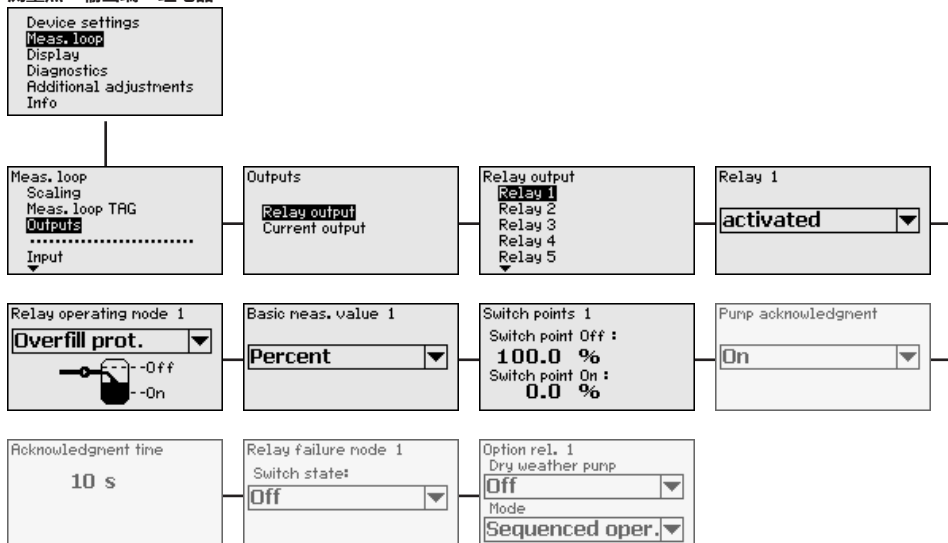 Device settings
Meas. loop
Display
Diagnostics
Additional adjustments
Info
Meas. loop
Scaling
Meas. loop TAG
Outputs
Input
Outputs
Relay output
Current output
Relay output
Relay 1
Relay 2
Relay 3
Relay 4
Relay 5
Relay 1
activated
Relay operating mode 1
Overfill prot.
--Off
--On
Basic meas. value 1
Percent
Switch points 1
Switch point Off :
100.0 %
Switch point On :
0.0 %
Pump acknowledgment
On
Acknowledgment time
10 s
Relay failure mode 1
Switch state:
Off
Option rel. 1
Dry weather pump
Off
Mode
Sequenced oper.